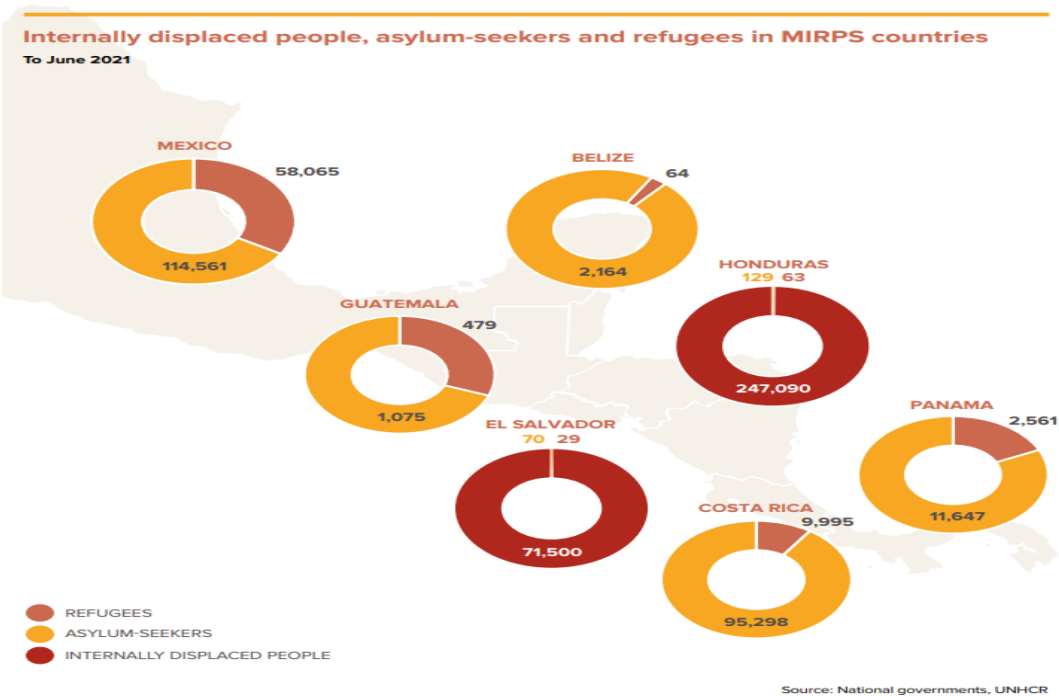 Internally displaced people, asylum-seekers and refugees in MIRPS countries
To June 2021
MEXICO
58,065
114,561
BELIZE
64
2,164
HONDURAS
129 63
247,090
GUATEMALA
479
1,075
EL SALVADOR
70 29
71,500
PANAMA
2,561
11,647
COSTA RICA
9,995
95,298
REFUGEES
ASYLUM-SEEKERS
INTERNALLY DISPLACED PEOPLE
Source: National governments, UNHCR